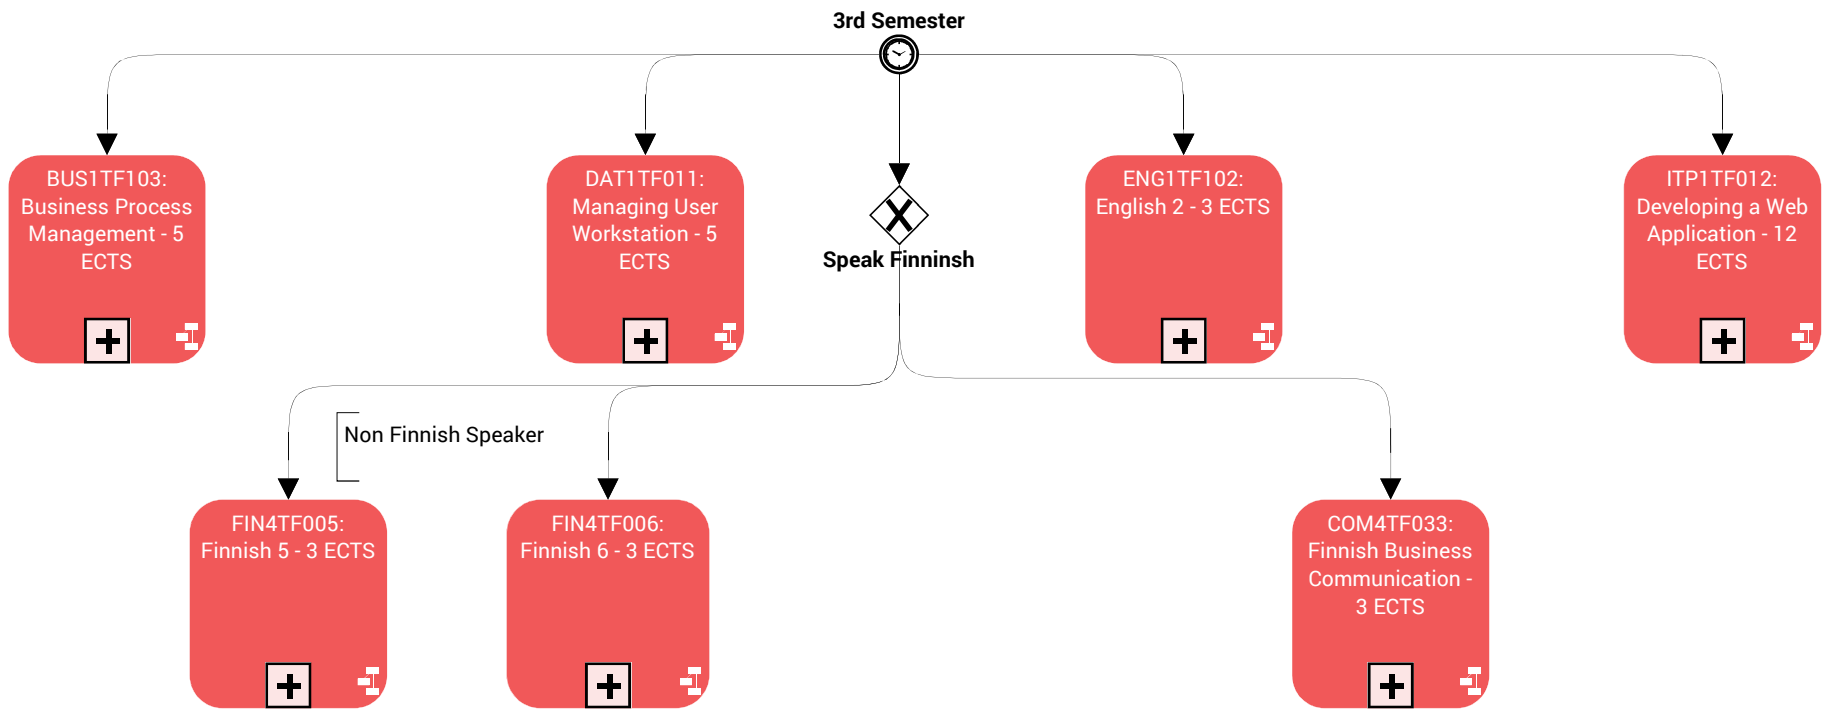 3rd Semester
BUS1TF103:
Business Process
Management - 5
ECTS
DAT1TF011:
Managing User
Workstation - 5
ECTS
Speak Finninsh
ENG1TF102:
English 2 - 3 ECTS
ITP1TF012:
Developing a Web
Application - 12
ECTS
Non Finnish Speaker
FIN4TF005:
Finnish 5 - 3 ECTS
FIN4TF006:
Finnish 6 - 3 ECTS
COM4TF033:
Finnish Business
Communication -
3 ECTS